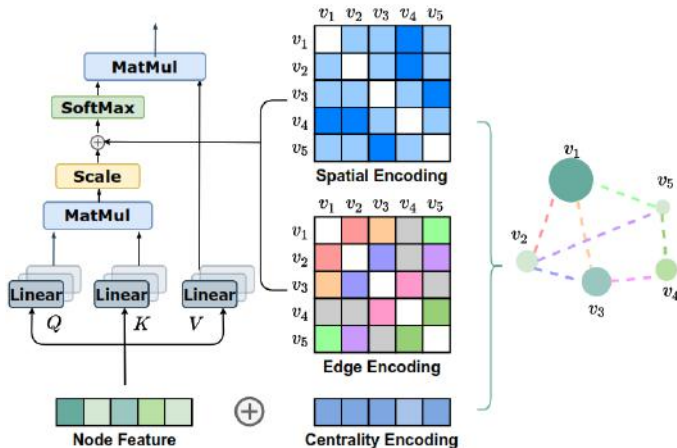 MatMul
SoftMax
Scale
MatMul
Linear Linear Linear
Q K V
Node Feature
v1 v2 v3 v4 v5
v1
v2
v3
v4
v5
Spatial Encoding
v1 v2 v3 v4 v5
v1
v2
v3
v4
v5
Edge Encoding
Centrality Encoding
v1
v5
v2
v3
v4